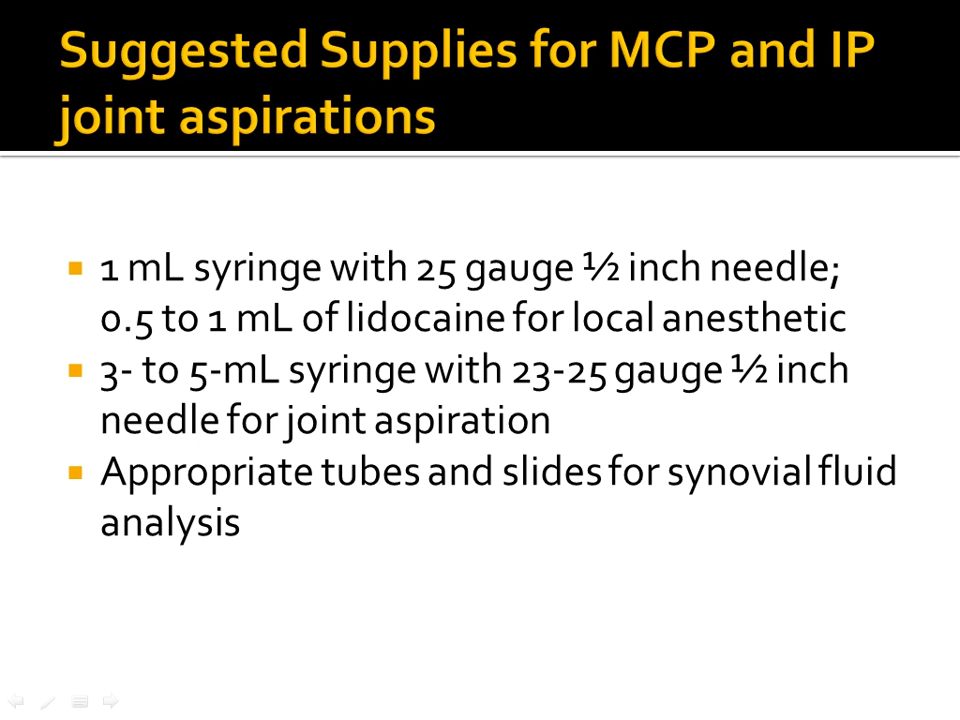 Suggested Supplies for MCP and IP
joint aspirations
▪ 1 mL syringe with 25 gauge ½ inch needle;
0.5 to 1 mL of lidocaine for local anesthetic
▪ 3- to 5-mL syringe with 23-25 gauge ½ inch
needle for joint aspiration
▪ Appropriate tubes and slides for synovial fluid
analysis